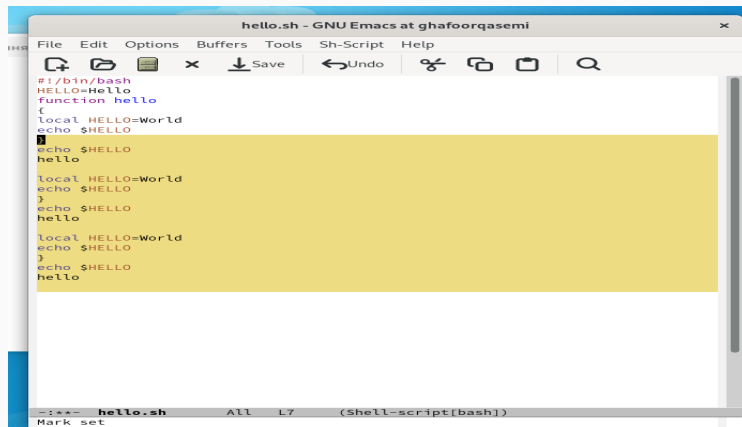 hello.sh - GNU Emacs at ghafoorqasemi
File Edit Options Buffers Tools Sh-Script Help
Save Undo
#!/bin/bash
HELLO=Hello
function hello
{
local HELLO=World
echo $HELLO
}
echo $HELLO
hello
local HELLO=World
echo $HELLO
}
echo $HELLO
hello
local HELLO=World
echo $HELLO
}
echo $HELLO
hello
-:**- hello.sh All L7 (Shell-script[bash])
Mark set